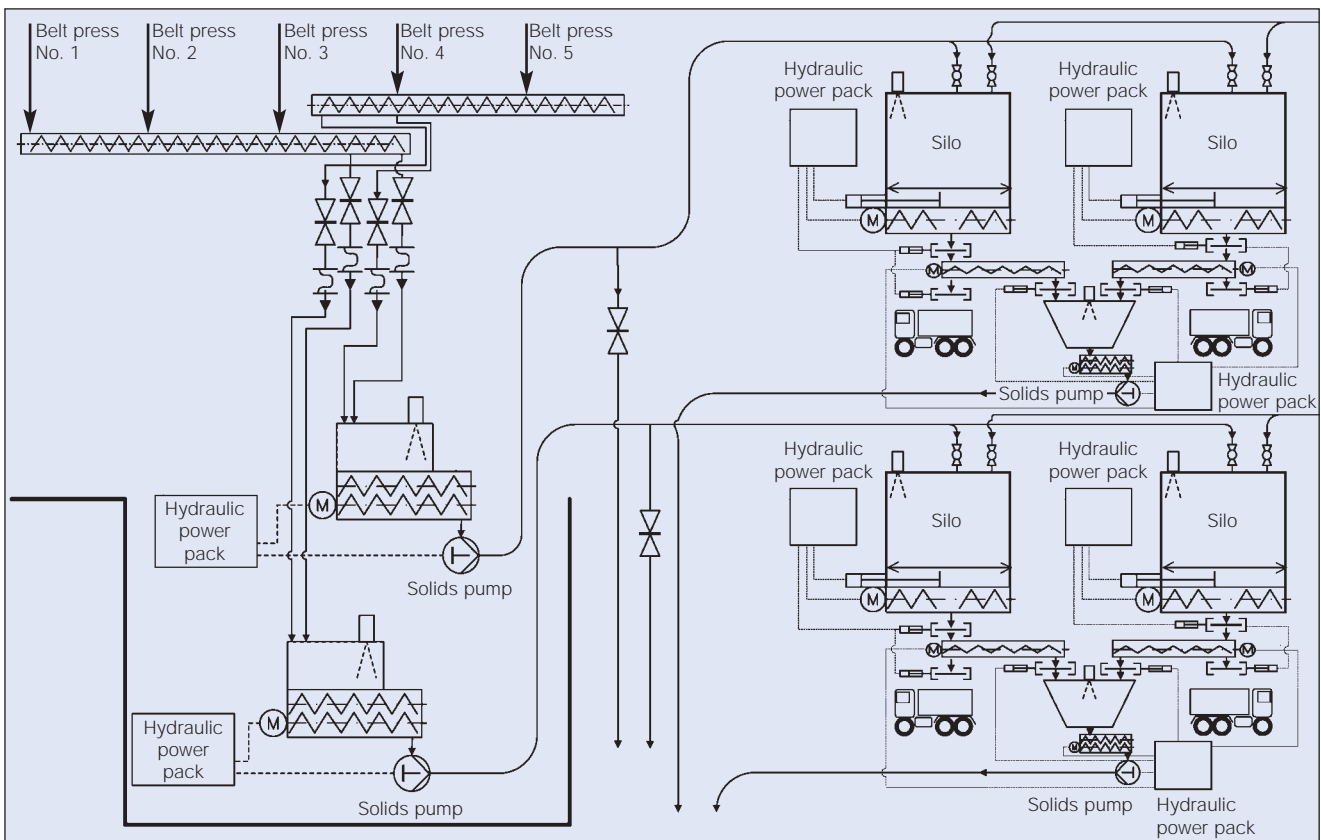 Belt press
No. 1
Belt press
No. 2
Belt press
No. 3
Belt press
No. 4
Belt press
No. 5
Hydraulic
power pack
Silo
M
M
Hydraulic
power pack
Silo
M
M
M
Solids pump
Hydraulic
power pack
Hydraulic
power
pack
M
Solids pump
Hydraulic
power pack
Silo
M
M
Hydraulic
power pack
Silo
M
M
M
Solids pump
Hydraulic
power pack
Hydraulic
power
pack
M
Solids pump